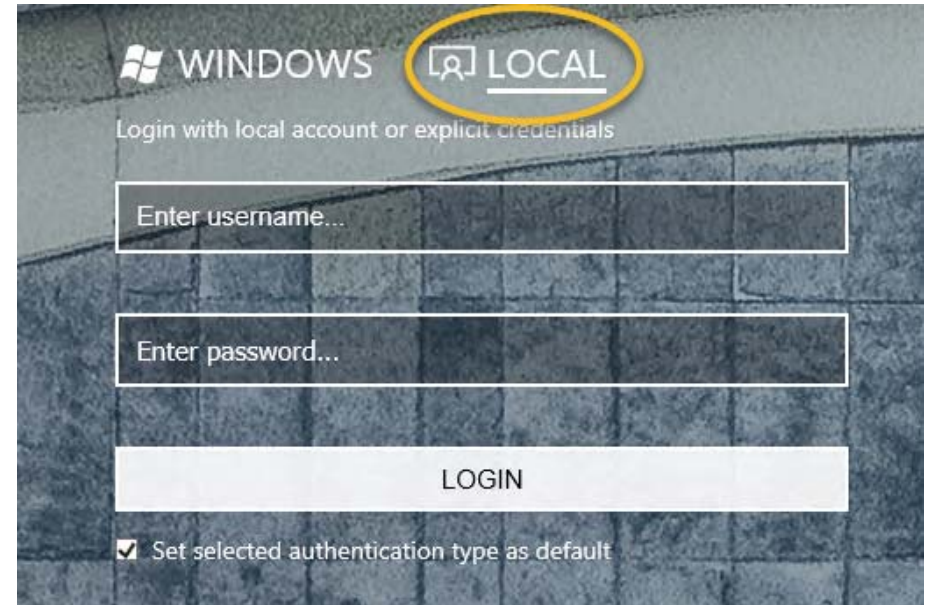 WINDOWS LOCAL
Login with local account or explicit credentials
Enter username...
Enter password...
LOGIN
Set selected authentication type as default